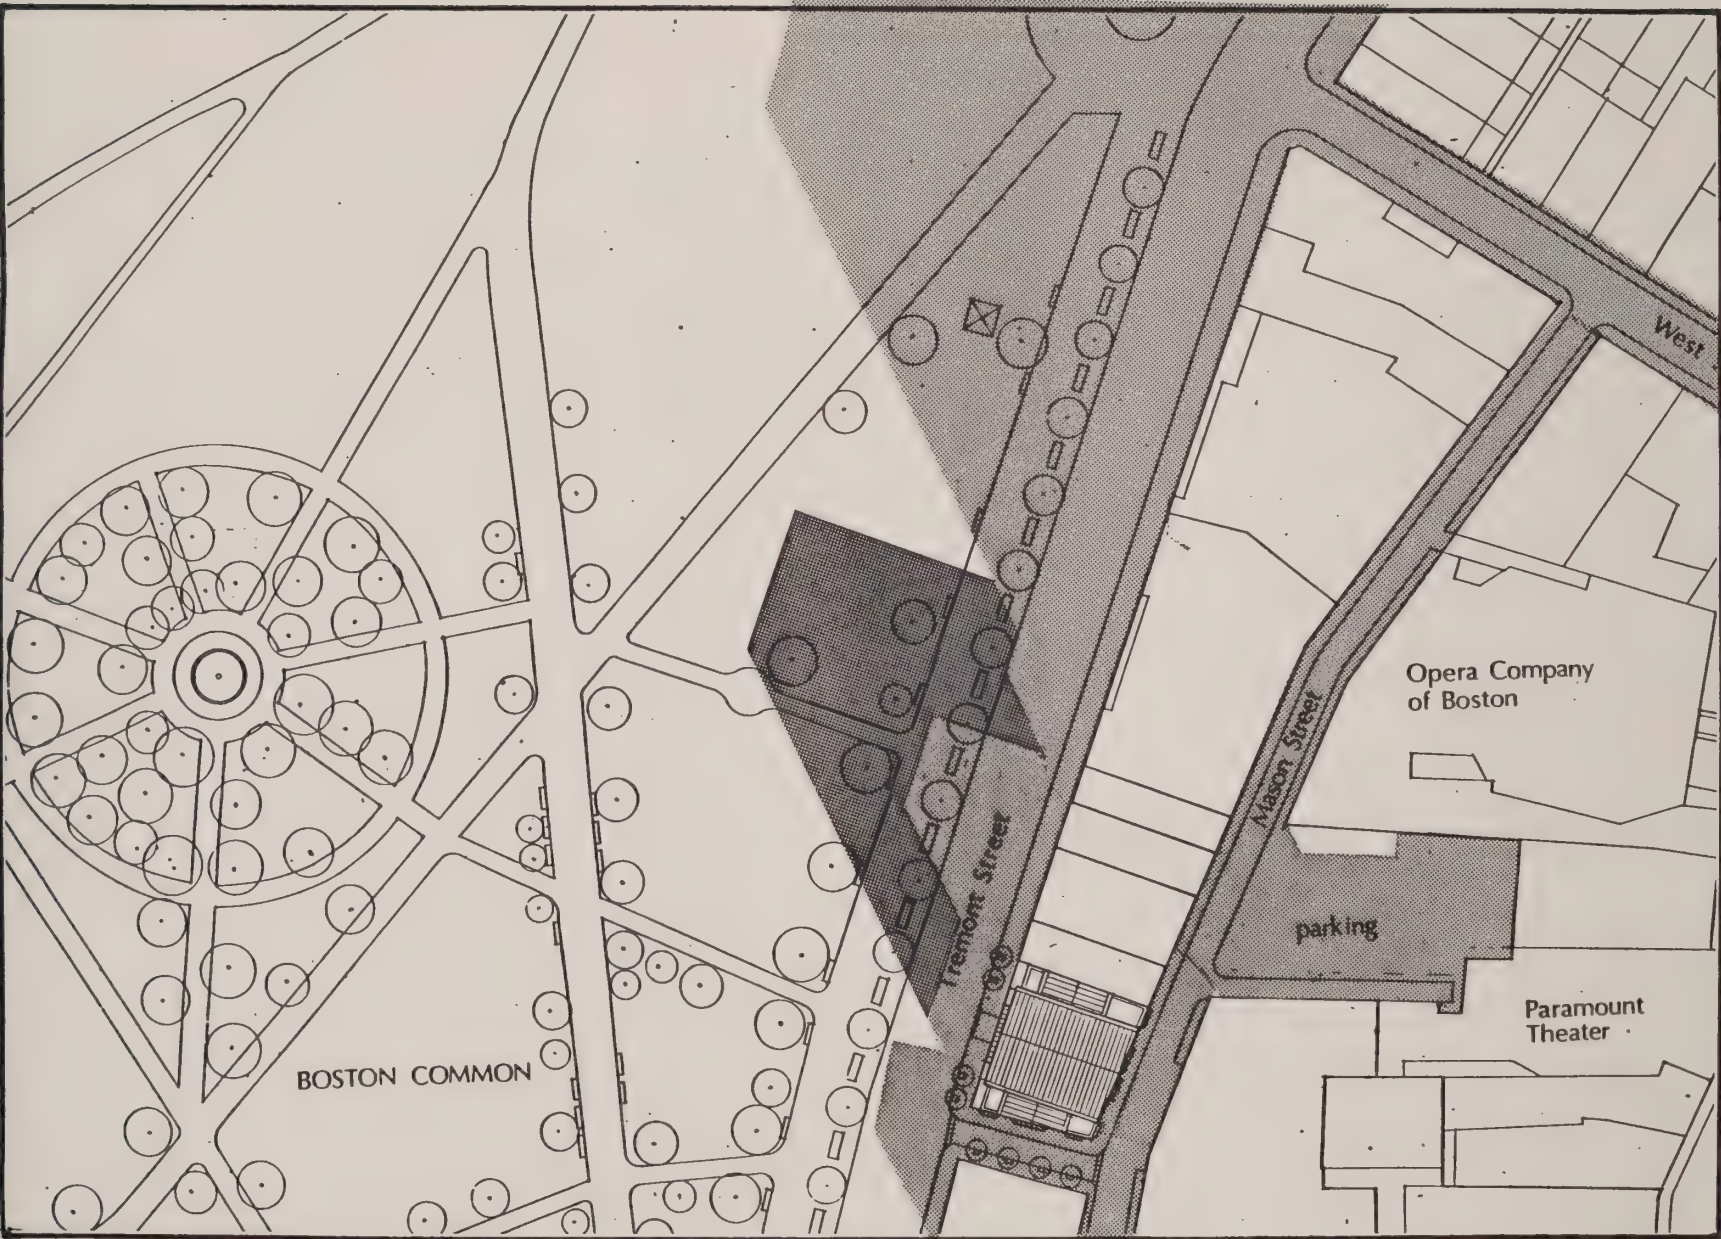 West
Opera Company
of Boston
Mason Street
Tremont Street
parking
Paramount
Theater
BOSTON COMMON